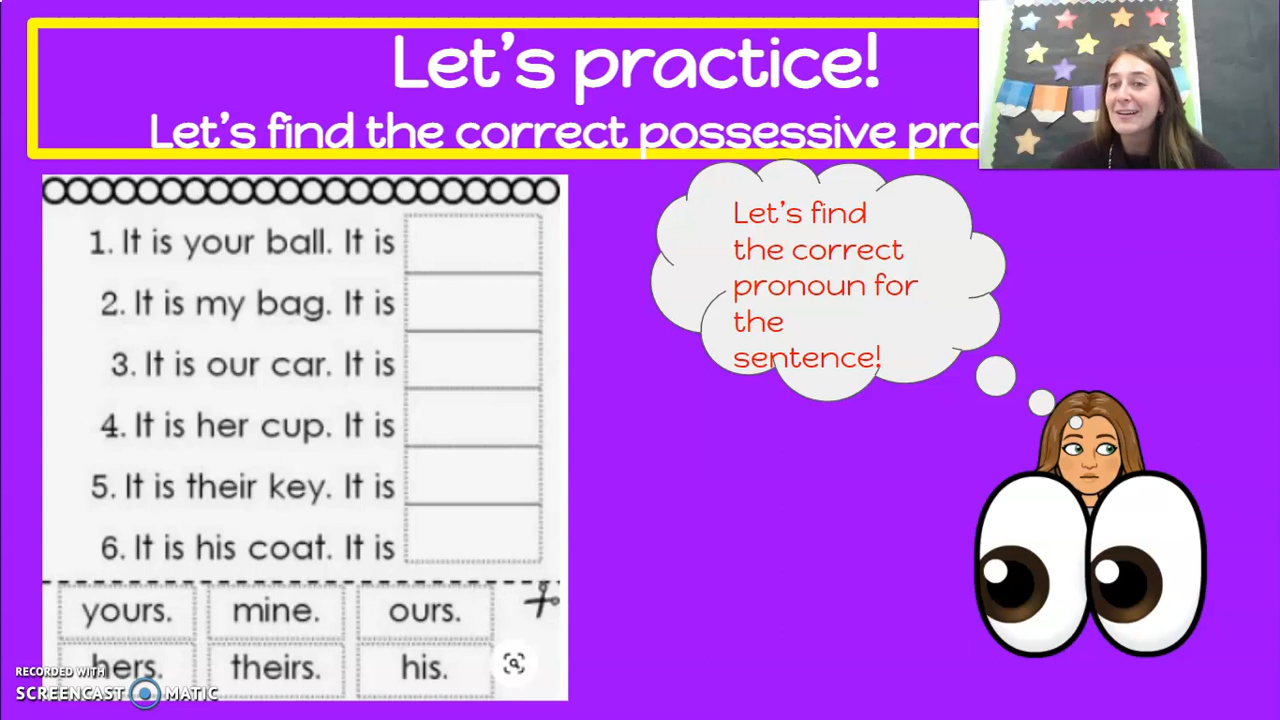 Let's practice!
Let's find the correct possessive
1. It is your ball. It is
2. It is my bag. It is
3. It is our car. It is
4. It is her cup. It is
5. It is their key. It is
6. It is his coat. It is
yours. mine. ours.
hers. theirs. his.
Let's find
the correct
pronoun for
the
sentence!
RECORDED WITH
SCREENCAST MATIC